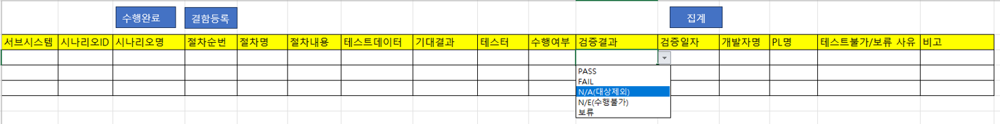 수행완료 결함등록 집계
서브시스템 시나리오ID 시나리오명 절차순번 절차명 절차내용 테스트데이터 기대결과 테스터 수행여부 검증결과 검증일자 개발자명 PL명 테스트불가/보류 사유 비고
PASS
FAIL
N/A(대상제외)
N/E(수행불가)
보류